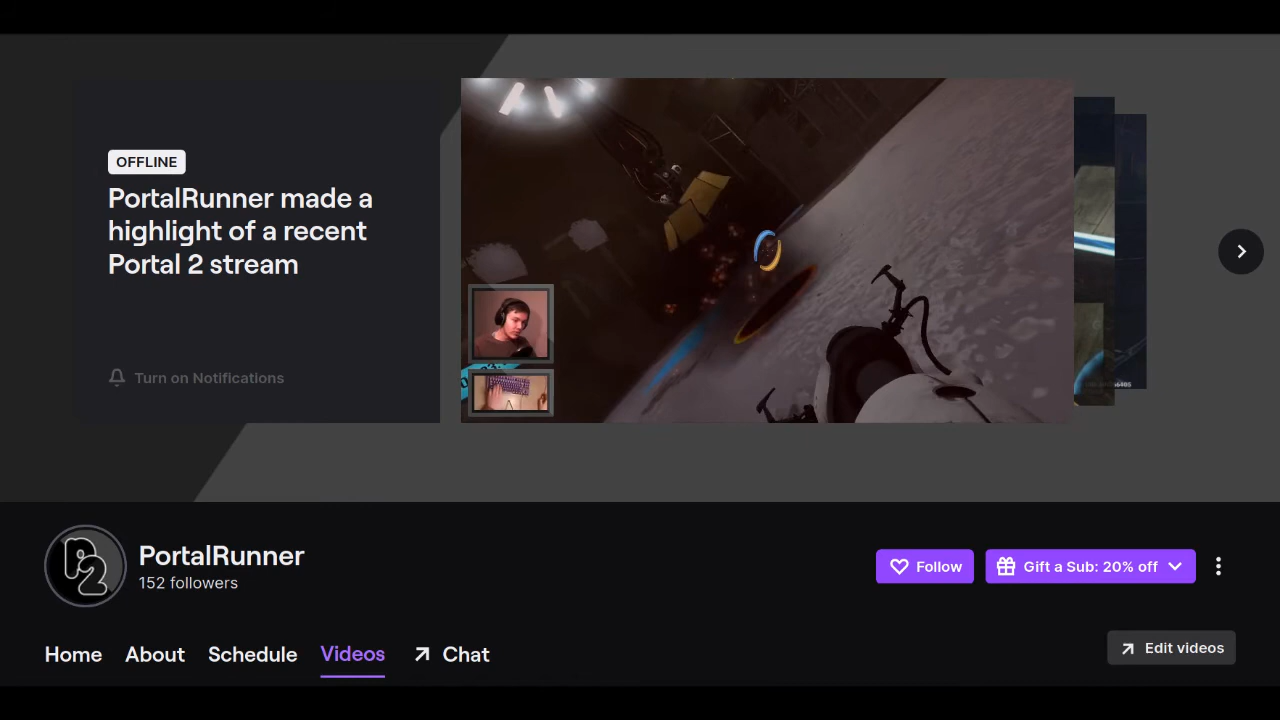 OFFLINE
PortalRunner made a
highlight of a recent
Portal 2 stream
Turn on Notifications
P2
PortalRunner
152 followers
Follow
Gift a Sub: 20% off
Home About Schedule Videos Chat
Edit videos